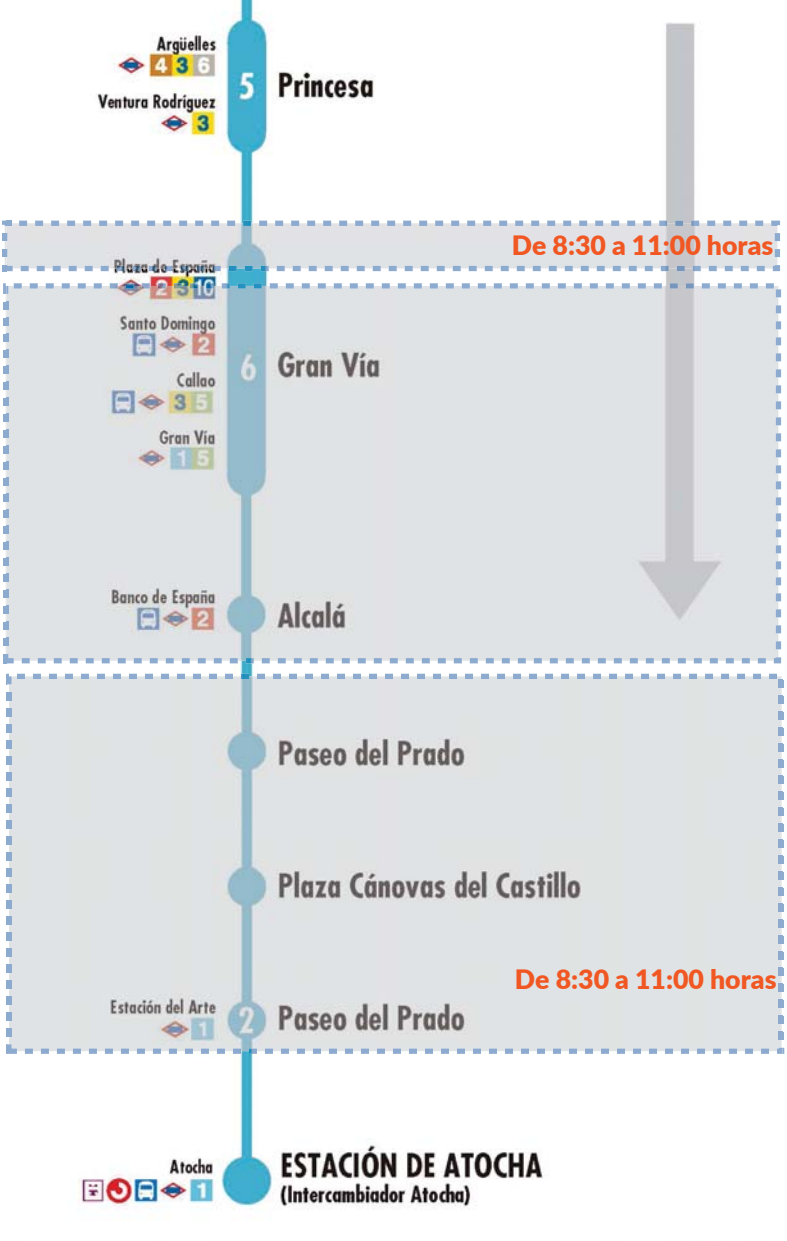 Argüelles
4 3 6
5 Princesa
Ventura Rodríguez
3
De 8:30 a 11:00 horas
Plaza de España
2 3 10
Santo Domingo
2
6 Gran Vía
Callao
3 5
Gran Vía
1 5
Banco de España
2
Alcalá
Paseo del Prado
Plaza Cánovas del Castillo
De 8:30 a 11:00 horas
Estación del Arte
1
2 Paseo del Prado
Atocha
1
ESTACIÓN DE ATOCHA
(Intercambiador Atocha)